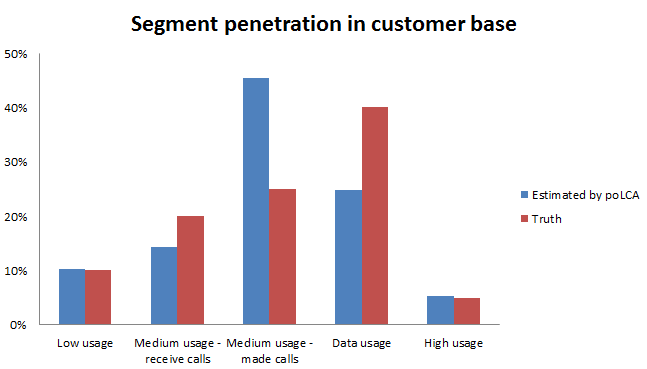 Segment penetration in customer base
50%
40%
30%
20%
10%
0%
Low usage
Medium usage -
receive calls
Medium usage -
made calls
Data usage
High usage
Estimated by poLCA
Truth